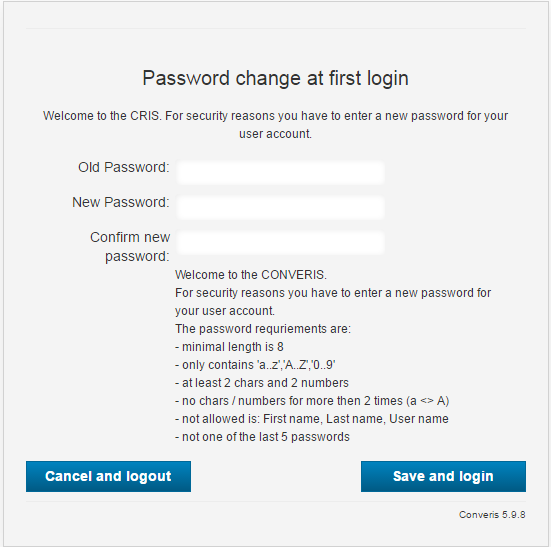 Password change at first login
Welcome to the CRIS. For security reasons you have to enter a new password for your
user account.
Old Password:
New Password:
Confirm new
password:
Welcome to the CONVERIS.
For security reasons you have to enter a new password for
your user account.
The password requriements are:
- minimal length is 8
- only contains 'a..z','A..Z','0..9'
- at least 2 chars and 2 numbers
- no chars / numbers for more then 2 times (a <> A)
- not allowed is: First name, Last name, User name
- not one of the last 5 passwords
Cancel and logout
Save and login
Converis 5.9.8